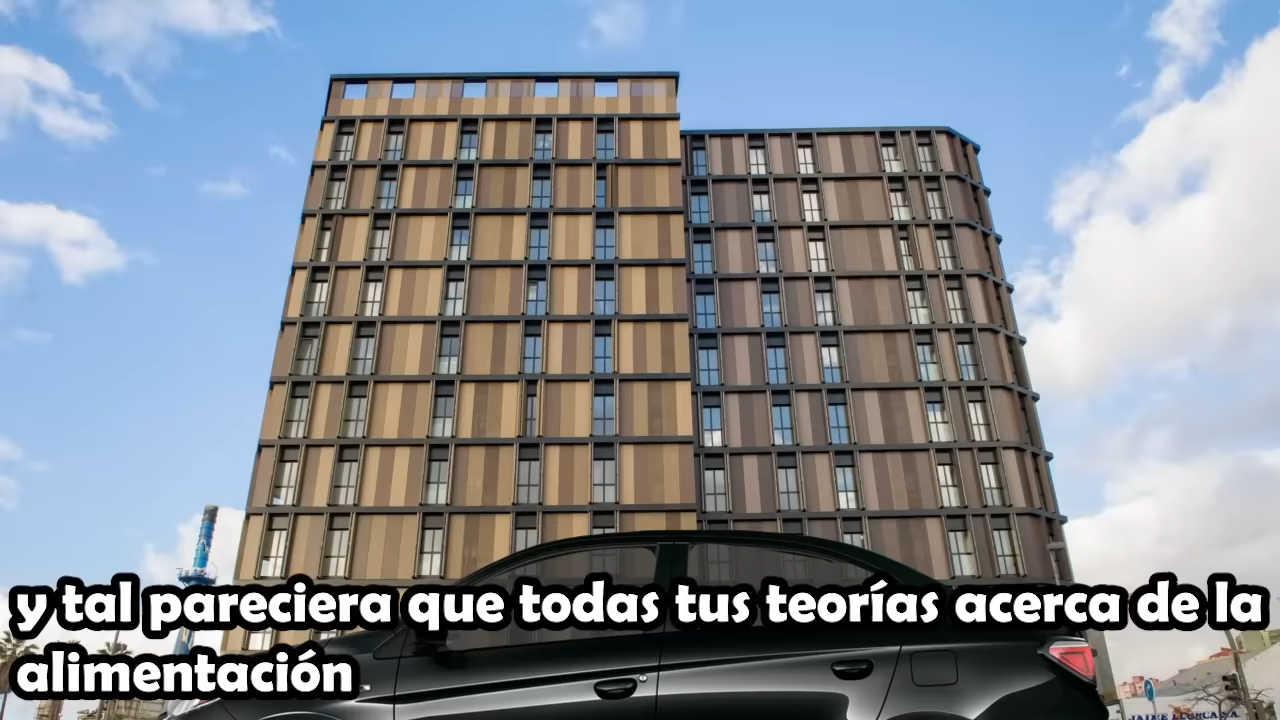 y tal pareciera que todas tus teorías acerca de la
alimentación